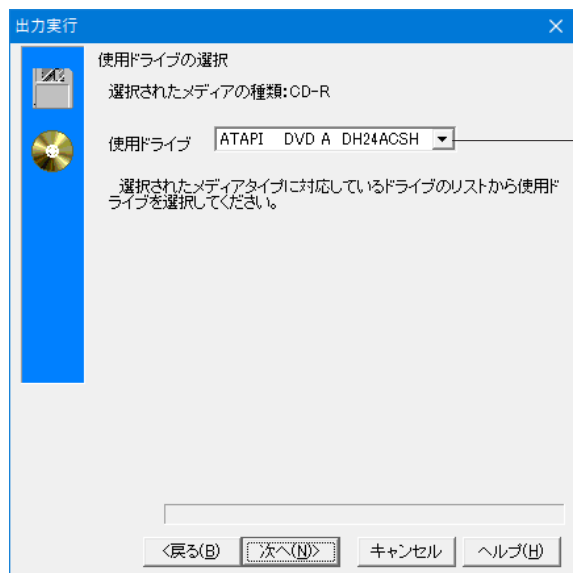 出力実行
使用ドライブの選択
選択されたメディアの種類:CD-R
使用ドライブ ATAPI DVD A DH24ACSH
選択されたメディアタイプに対応しているドライブのリストから使用ド
ライブを選択してください。
<戻る(B) 次へ(N)> キャンセル ヘルプ(H)